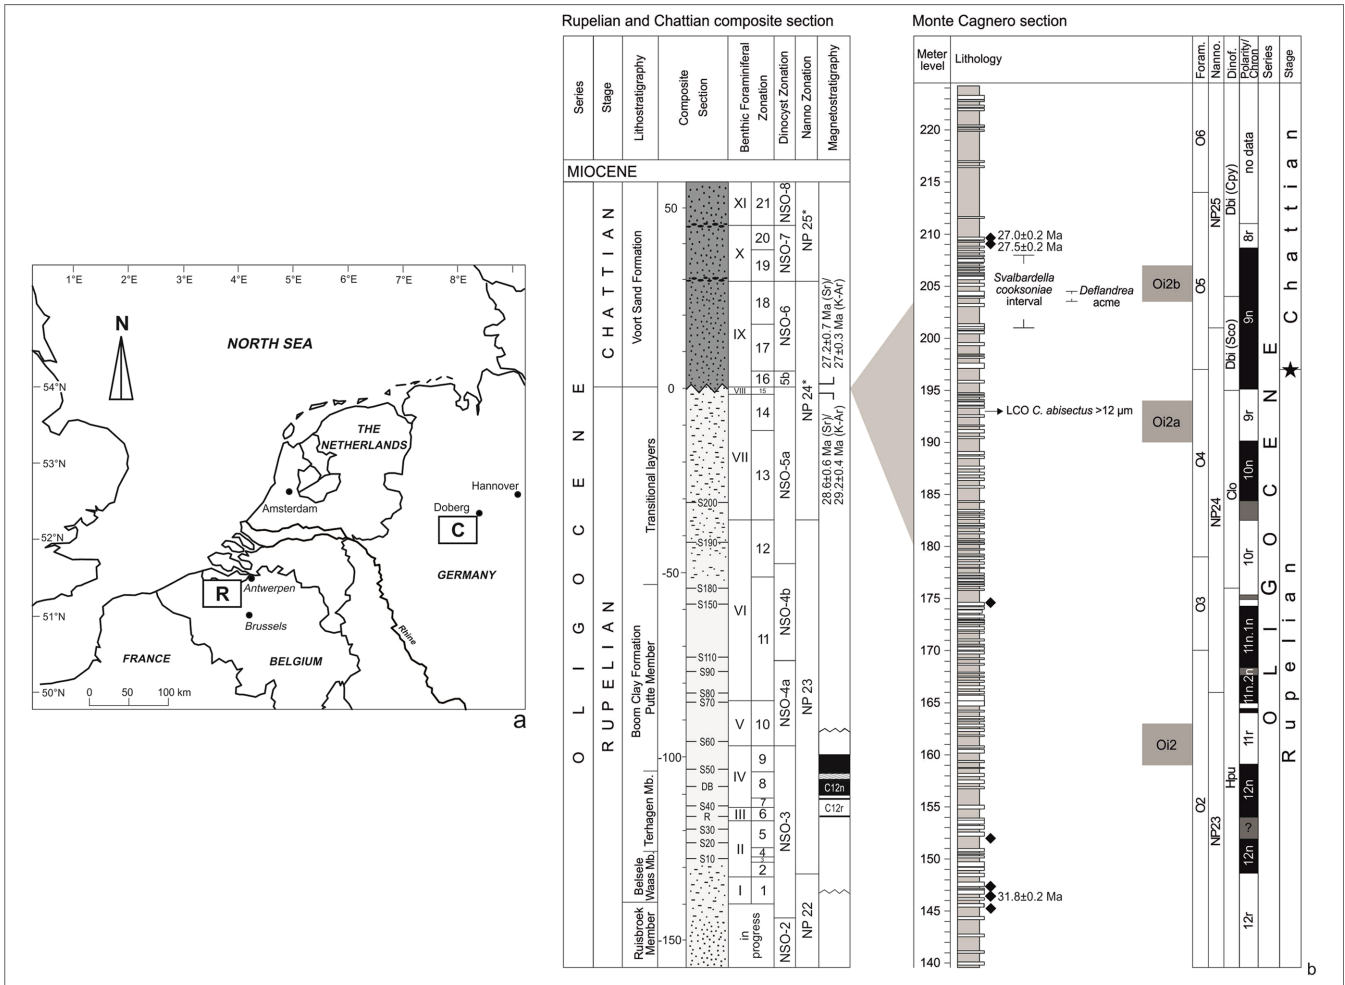 1°E 2°E 3°E 4°E 5°E 6°E 7°E 8°E
N
NORTH SEA
54°N
THE
NETHERLANDS
53°N
Amsterdam
Hannover
Doberg
C
52°N
R
Antwerpen
GERMANY
51°N
Brussels
Rhine
FRANCE
BELGIUM
50°N
0 50 100 km
a
Rupelian and Chattian composite section
Series
Stage
Lithostratigraphy
Composite
Section
Benthic Foraminiferal
Zonation
Dinocyst Zonation
Nanno Zonation
Magnetostratigraphy
MIOCENE
OLIGOCENE
CHATTIAN
RUPELIAN
Voort Sand Formation
Transitional layers
Boom Clay Formation
Putte Member
Terhagen Mb.
Belsele
Waas Mb.
Ruisbroek
Member
50
0
-50
-100
-150
S200
S190
S180
S150
S110
S90
S80
S70
S60
S50
DB
S40
R
S30
S20
S10
XI
X
IX
VIII
VII
VI
V
IV
III
II
I
in
progress
21
20
19
18
17
16
15
14
13
12
11
10
9
8
7
6
5
4
3
2
1
NSO-8
NSO-7
NSO-6
5b
NSO-5a
NSO-4b
NSO-4a
NSO-3
NSO-2
NP 25*
NP 24*
NP 23
NP 22
27.2±0.7 Ma (Sr)/
27±0.3 Ma (K-Ar)
28.6±0.6 Ma (Sr)/
29.2±0.4 Ma (K-Ar)
C12n
C12r
Monte Cagnero section
Meter
level
Lithology
Foram.
Nanno.
Dinof.
Polarity/
Chron
Series
Stage
220
215
210
205
200
195
190
185
180
175
170
165
160
155
150
145
140
27.0±0.2 Ma
27.5±0.2 Ma
Svalbardella
cooksoniae
interval
Deflandrea
acme
LCO C. abisectus >12 µm
31.8±0.2 Ma
Oi2b
Oi2a
Oi2
O6
O5
O4
O3
O2
NP25
NP24
NP23
Dbi (Cpy)
Dbi (Sco)
Clo
Hpu
no data
8r
9n
9r
10n
10r
11n.1n
11n.2n
11r
12n
?
12n
12r
OLIGOCENE
Chattian
Rupelian
b